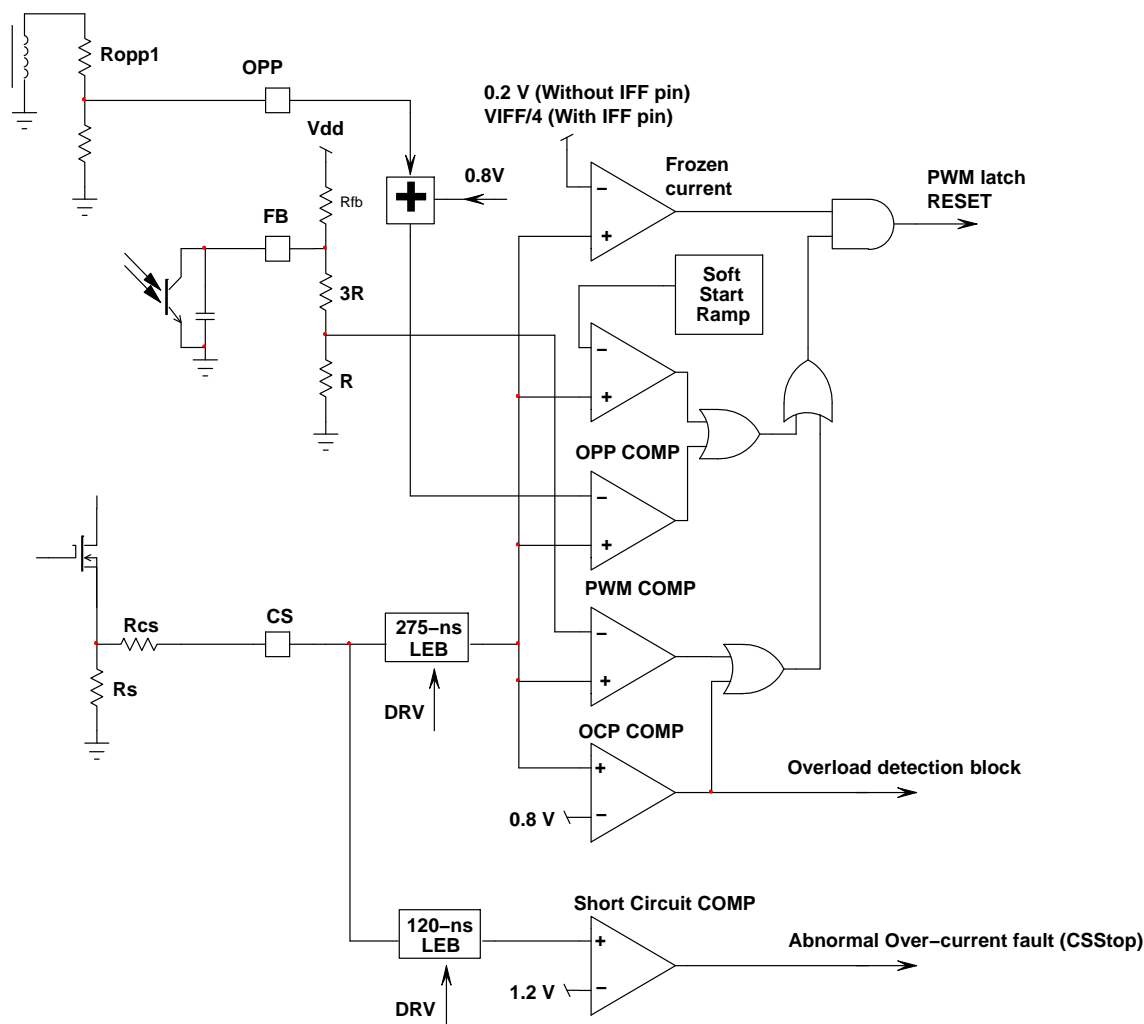 Ropp1
OPP
0.2 V (Without IFF pin)
VIFF/4 (With IFF pin)
Vdd
Frozen
current
PWM latch
RESET
+
0.8V
−
+
Rfb
FB
Soft
Start
Ramp
3R
−
R
+
OPP COMP
−
+
PWM COMP
CS
Rcs
275−ns
LEB
−
Rs
+
DRV
OCP COMP
+
Overload detection block
0.8 V
−
Short Circuit COMP
120−ns
LEB
+
Abnormal Over−current fault (CSStop)
1.2 V
−
DRV